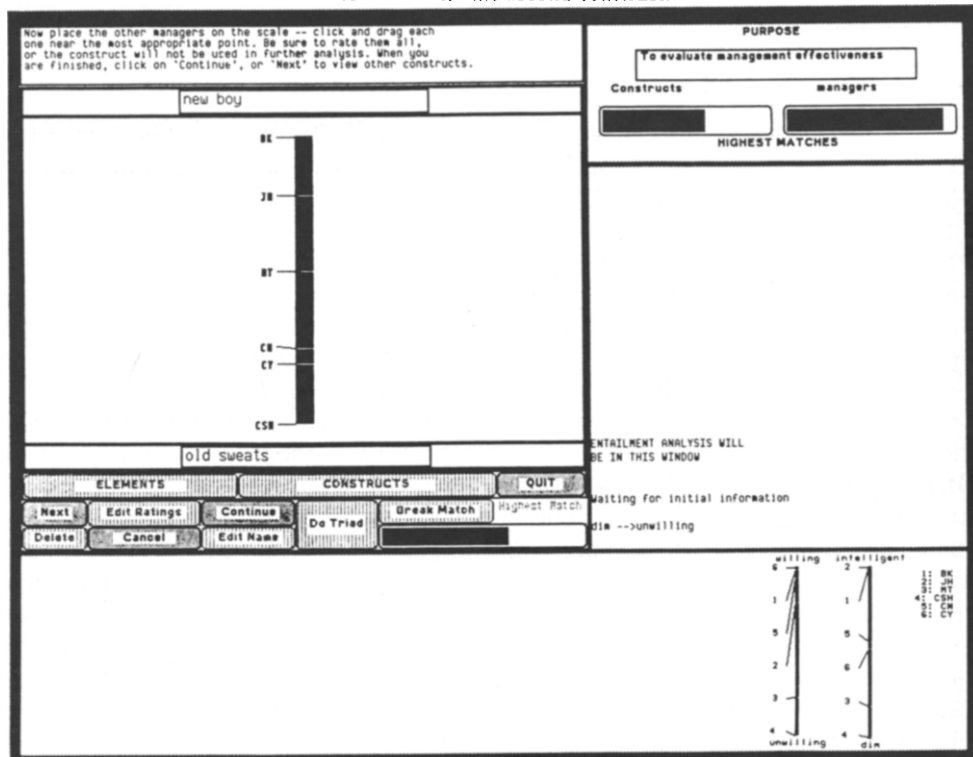 Now place the other managers on the scale -- click and drag each
one near the most appropriate point. Be sure to rate them all,
or the construct will not be used in further analysis. When you
are finished, click on 'Continue', or 'Next' to view other constructs.
new boy
BK
JH
MT
CN
CY
CSH
old sweats
ELEMENTS
CONSTRUCTS
QUIT
Next
Edit Ratings
Continue
Do Triad
Break Match
Highest Match
Delete
Cancel
Edit Name
PURPOSE
To evaluate management effectiveness
Constructs
managers
HIGHEST MATCHES
ENTAILMENT ANALYSIS WILL
BE IN THIS WINDOW
Waiting for initial information
dim -->unwilling
willing
6
1
5
2
3
4
unwilling
intelligent
2
1
5
6
3
4
dim
1: BK
2: JH
3: MT
4: CSH
5: CN
6: CY